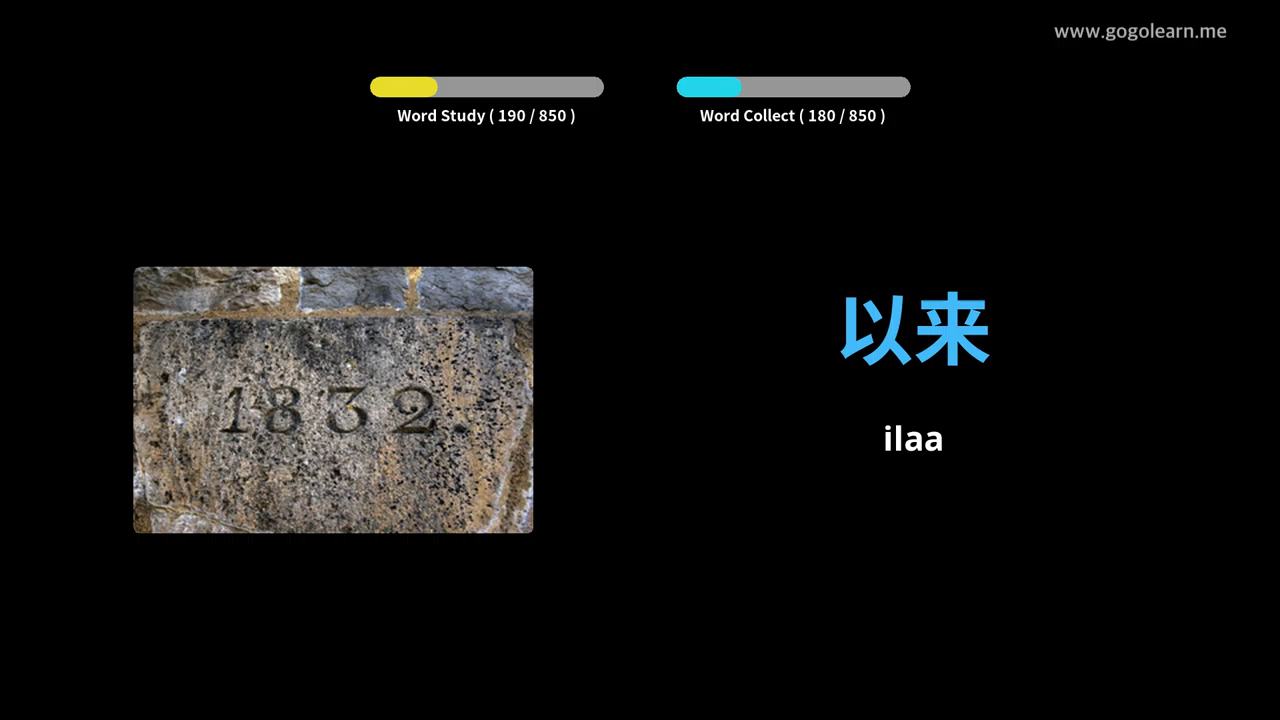 www.gogolearn.me
Word Study ( 190 / 850 )
Word Collect ( 180 / 850 )
1832.
以来
ilaa